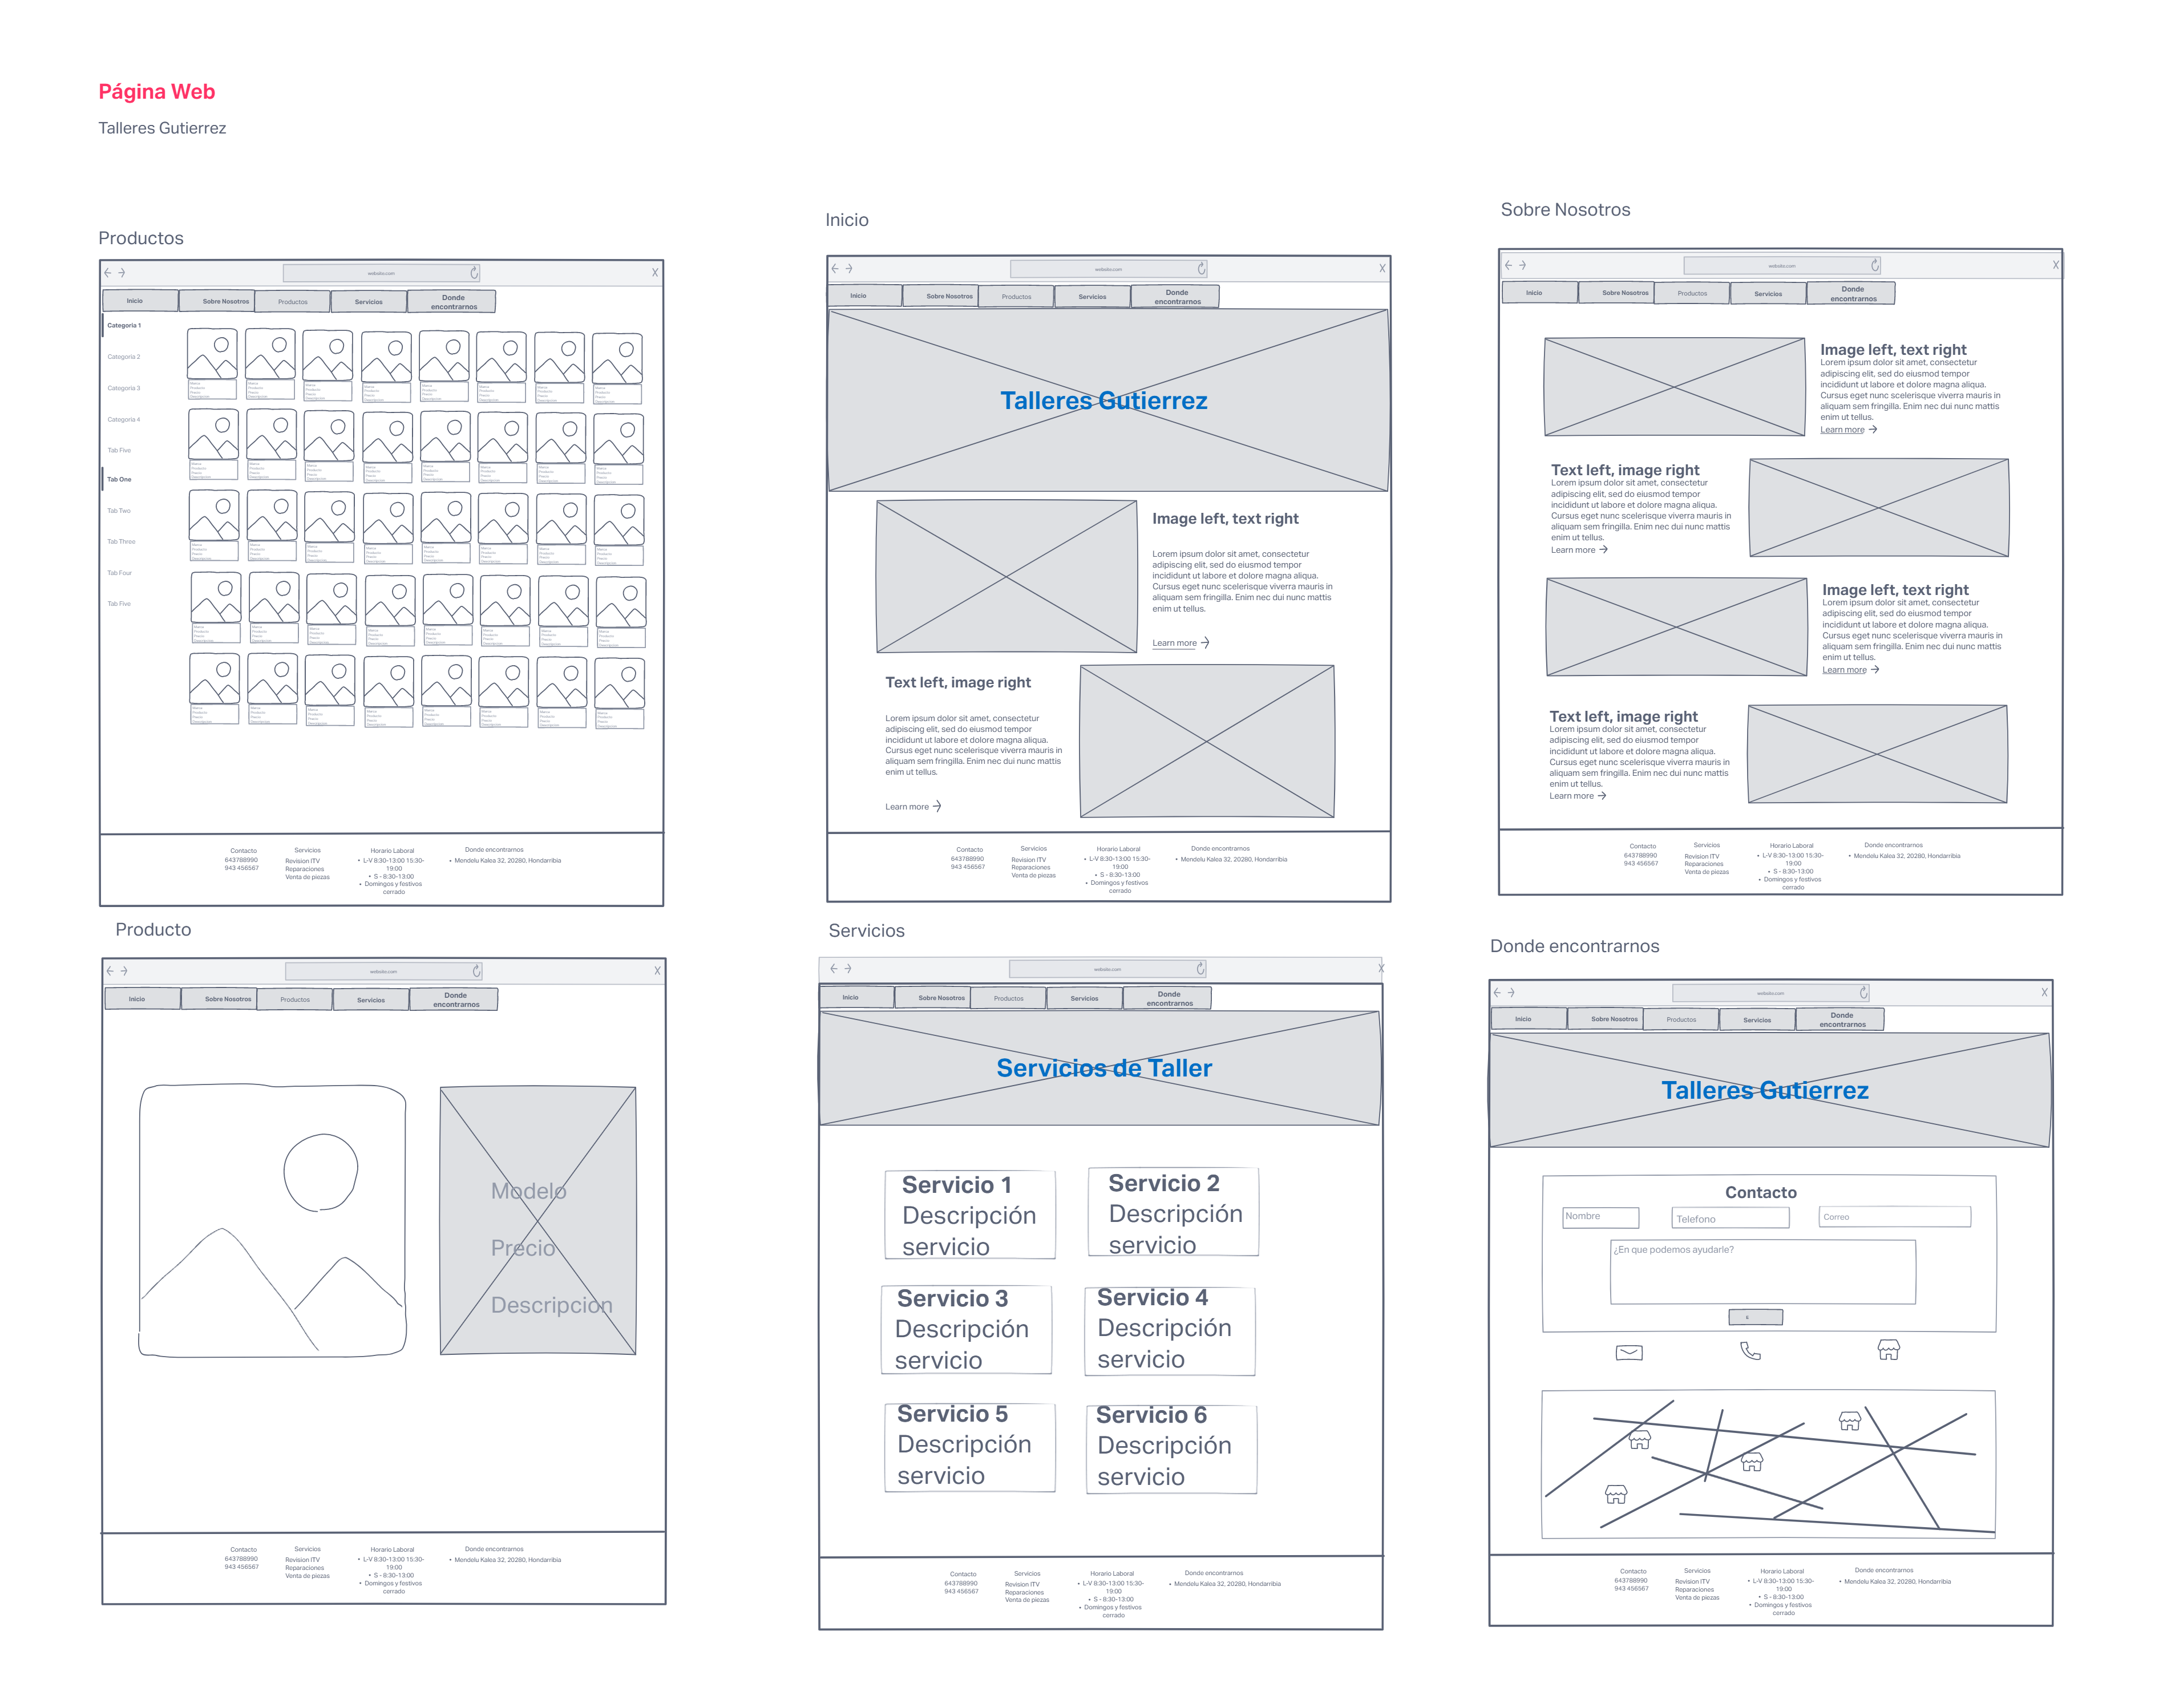 Página Web
Talleres Gutierrez
Productos
website.com
X
Inicio
Sobre Nosotros
Productos
Servicios
Donde
encontrarnos
Categoria 1
Categoria 2
Categoria 3
Categoria 4
Tab Five
Tab One
Tab Two
Tab Three
Tab Four
Tab Five
Contacto
643788990
943 456567
Servicios
Revision ITV
Reparaciones
Venta de piezas
Horario Laboral
• L-V 8:30-13:00 15:30-
19:00
• S - 8:30-13:00
• Domingos y festivos
cerrado
Donde encontrarnos
• Mendelu Kalea 32, 20280, Hondarribia
Inicio
website.com
X
Inicio
Sobre Nosotros
Productos
Servicios
Donde
encontrarnos
Talleres Gutierrez
Image left, text right
Lorem ipsum dolor sit amet, consectetur
adipiscing elit, sed do eiusmod tempor
incididunt ut labore et dolore magna aliqua.
Cursus eget nunc scelerisque viverra mauris in
aliquam sem fringilla. Enim nec dui nunc mattis
enim ut tellus.
Learn more
Text left, image right
Lorem ipsum dolor sit amet, consectetur
adipiscing elit, sed do eiusmod tempor
incididunt ut labore et dolore magna aliqua.
Cursus eget nunc scelerisque viverra mauris in
aliquam sem fringilla. Enim nec dui nunc mattis
enim ut tellus.
Learn more
Contacto
643788990
943 456567
Servicios
Revision ITV
Reparaciones
Venta de piezas
Horario Laboral
• L-V 8:30-13:00 15:30-
19:00
• S - 8:30-13:00
• Domingos y festivos
cerrado
Donde encontrarnos
• Mendelu Kalea 32, 20280, Hondarribia
Sobre Nosotros
website.com
X
Inicio
Sobre Nosotros
Productos
Servicios
Donde
encontrarnos
Image left, text right
Lorem ipsum dolor sit amet, consectetur
adipiscing elit, sed do eiusmod tempor
incididunt ut labore et dolore magna aliqua.
Cursus eget nunc scelerisque viverra mauris in
aliquam sem fringilla. Enim nec dui nunc mattis
enim ut tellus.
Learn more
Text left, image right
Lorem ipsum dolor sit amet, consectetur
adipiscing elit, sed do eiusmod tempor
incididunt ut labore et dolore magna aliqua.
Cursus eget nunc scelerisque viverra mauris in
aliquam sem fringilla. Enim nec dui nunc mattis
enim ut tellus.
Learn more
Image left, text right
Lorem ipsum dolor sit amet, consectetur
adipiscing elit, sed do eiusmod tempor
incididunt ut labore et dolore magna aliqua.
Cursus eget nunc scelerisque viverra mauris in
aliquam sem fringilla. Enim nec dui nunc mattis
enim ut tellus.
Learn more
Text left, image right
Lorem ipsum dolor sit amet, consectetur
adipiscing elit, sed do eiusmod tempor
incididunt ut labore et dolore magna aliqua.
Cursus eget nunc scelerisque viverra mauris in
aliquam sem fringilla. Enim nec dui nunc mattis
enim ut tellus.
Learn more
Contacto
643788990
943 456567
Servicios
Revision ITV
Reparaciones
Venta de piezas
Horario Laboral
• L-V 8:30-13:00 15:30-
19:00
• S - 8:30-13:00
• Domingos y festivos
cerrado
Donde encontrarnos
• Mendelu Kalea 32, 20280, Hondarribia
Producto
website.com
X
Inicio
Sobre Nosotros
Productos
Servicios
Donde
encontrarnos
Modelo
Precio
Descripcion
Contacto
643788990
943 456567
Servicios
Revision ITV
Reparaciones
Venta de piezas
Horario Laboral
• L-V 8:30-13:00 15:30-
19:00
• S - 8:30-13:00
• Domingos y festivos
cerrado
Donde encontrarnos
• Mendelu Kalea 32, 20280, Hondarribia
Servicios
website.com
X
Inicio
Sobre Nosotros
Productos
Servicios
Donde
encontrarnos
Servicios de Taller
Servicio 1
Descripción
servicio
Servicio 2
Descripción
servicio
Servicio 3
Descripción
servicio
Servicio 4
Descripción
servicio
Servicio 5
Descripción
servicio
Servicio 6
Descripción
servicio
Contacto
643788990
943 456567
Servicios
Revision ITV
Reparaciones
Venta de piezas
Horario Laboral
• L-V 8:30-13:00 15:30-
19:00
• S - 8:30-13:00
• Domingos y festivos
cerrado
Donde encontrarnos
• Mendelu Kalea 32, 20280, Hondarribia
Donde encontrarnos
website.com
X
Inicio
Sobre Nosotros
Productos
Servicios
Donde
encontrarnos
Talleres Gutierrez
Contacto
Nombre
Telefono
Correo
¿En que podemos ayudarle?
Contacto
643788990
943 456567
Servicios
Revision ITV
Reparaciones
Venta de piezas
Horario Laboral
• L-V 8:30-13:00 15:30-
19:00
• S - 8:30-13:00
• Domingos y festivos
cerrado
Donde encontrarnos
• Mendelu Kalea 32, 20280, Hondarribia